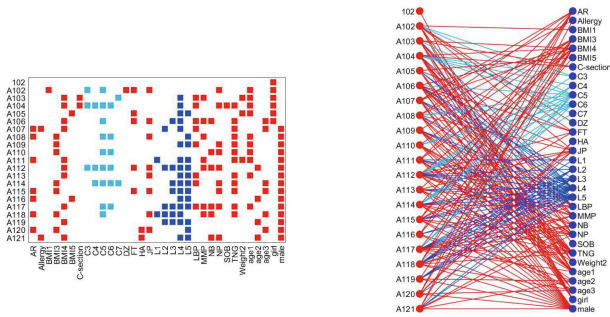 102
A102
A103
A104
A105
A106
A107
A108
A109
A110
A111
A112
A113
A114
A115
A116
A117
A118
A119
A120
A121
AR
Allergy
BMI1
BMI3
BMI4
BMI5
C-section
C3
C4
C5
C6
C7
DZ
FT
HA
JP
L1
L2
L3
L4
L5
LBP
MMP
NB
NP
SOB
TNG
Weight2
age1
age2
age3
girl
male
102
A102
A103
A104
A105
A106
A107
A108
A109
A110
A111
A112
A113
A114
A115
A116
A117
A118
A119
A120
A121
AR
Allergy
BMI1
BMI3
BMI4
BMI5
C-section
C3
C4
C5
C6
C7
DZ
FT
HA
JP
L1
L2
L3
L4
L5
LBP
MMP
NB
NP
SOB
TNG
Weight2
age1
age2
age3
girl
male